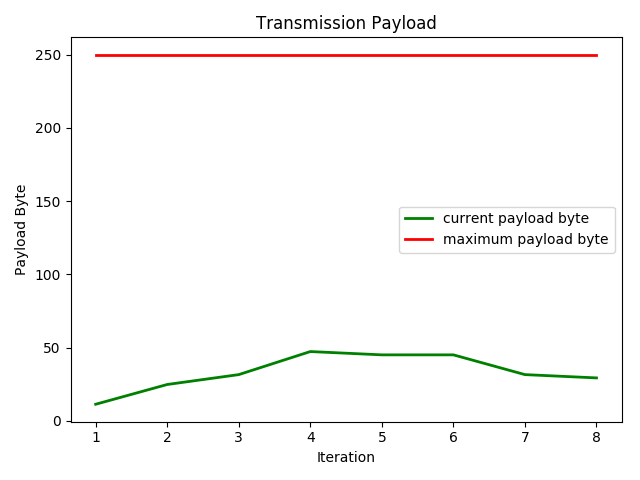 Transmission Payload
Payload Byte
250
200
150
100
50
0
current payload byte
maximum payload byte
1 2 3 4 5 6 7 8
Iteration